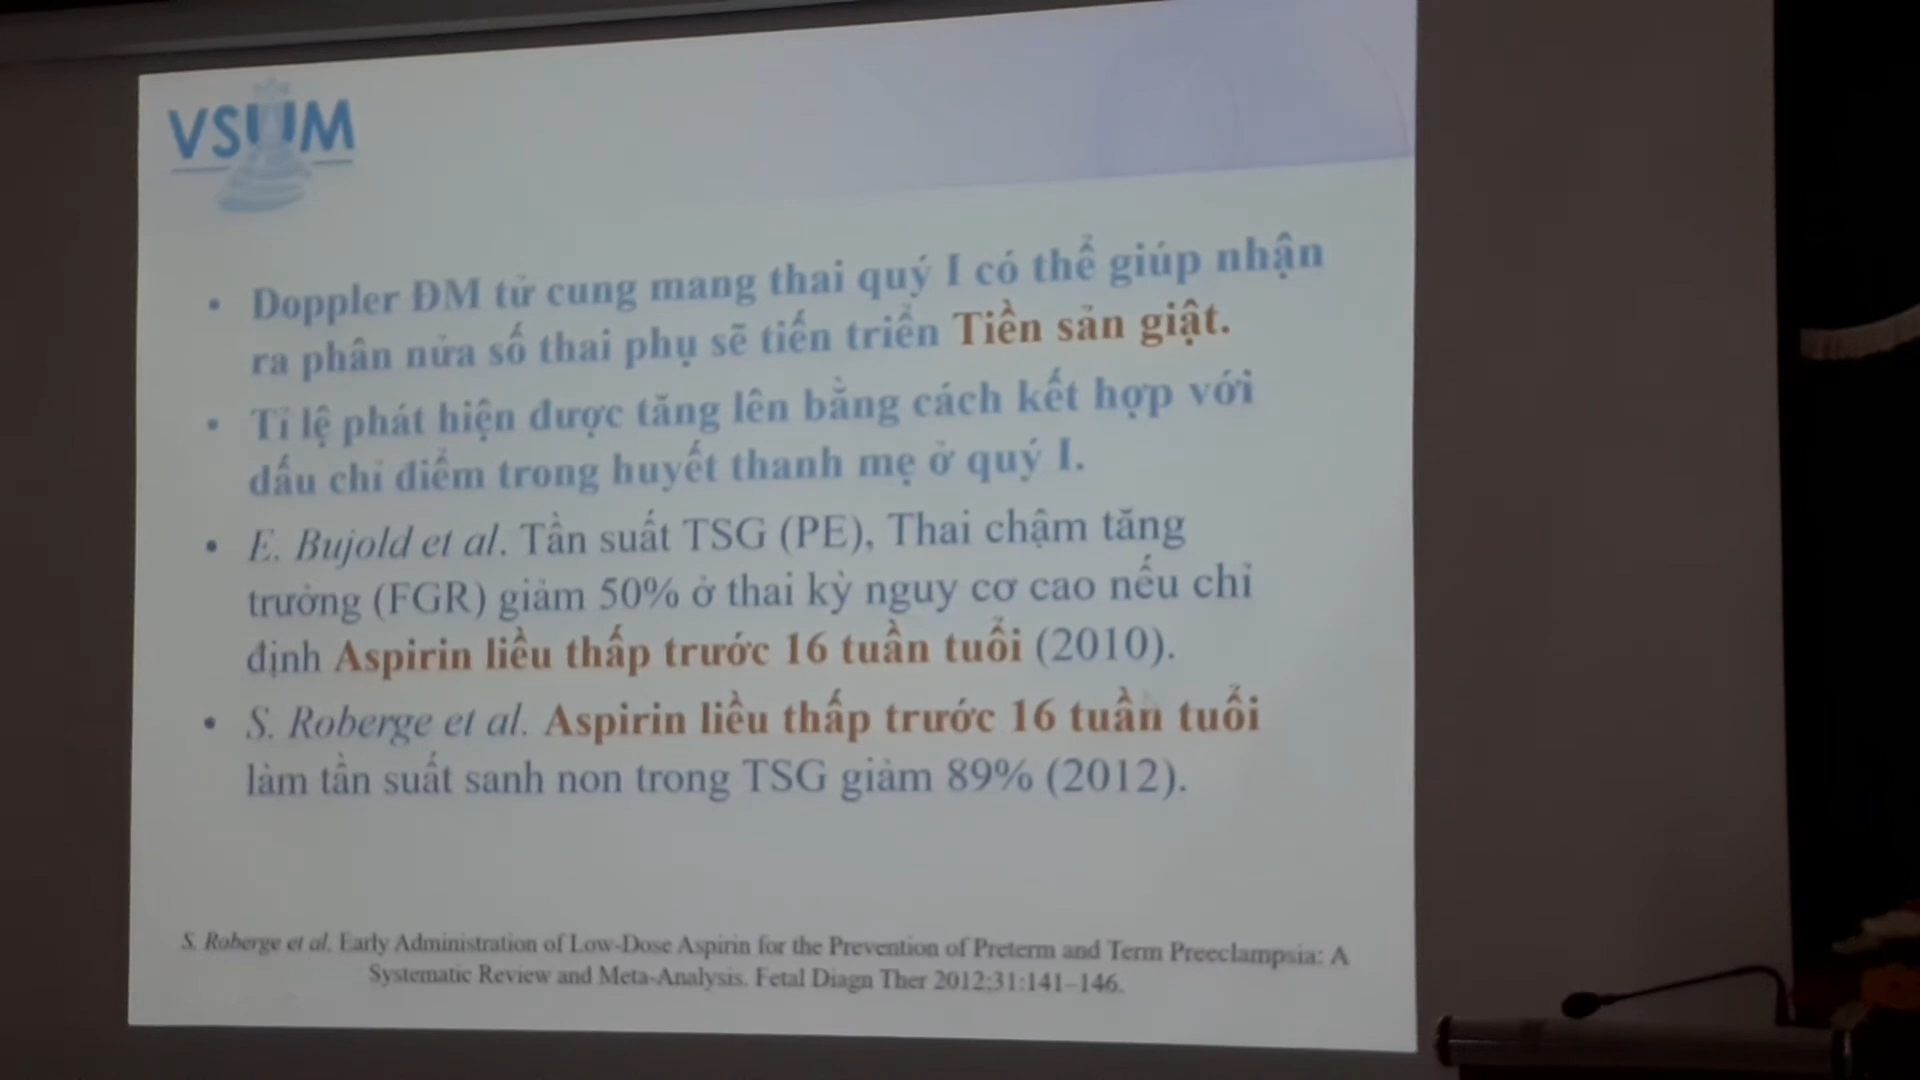 VSUM
• Doppler ĐM tử cung mang thai quý I có thể giúp nhận
ra phân nửa số thai phụ sẽ tiến triển Tiền sản giật.
• Tỉ lệ phát hiện được tăng lên bằng cách kết hợp với
dấu chỉ điểm trong huyết thanh mẹ ở quý I.
• E. Bujold et al. Tần suất TSG (PE), Thai chậm tăng
trưởng (FGR) giảm 50% ở thai kỳ nguy cơ cao nếu chỉ
định Aspirin liều thấp trước 16 tuần tuổi (2010).
• S. Roberge et al. Aspirin liều thấp trước 16 tuần tuổi
làm tần suất sanh non trong TSG giảm 89% (2012).
S. Roberge et al. Early Administration of Low-Dose Aspirin for the Prevention of Preterm and Term Preeclampsia: A
Systematic Review and Meta-Analysis. Fetal Diagn Ther 2012;31:141–146.